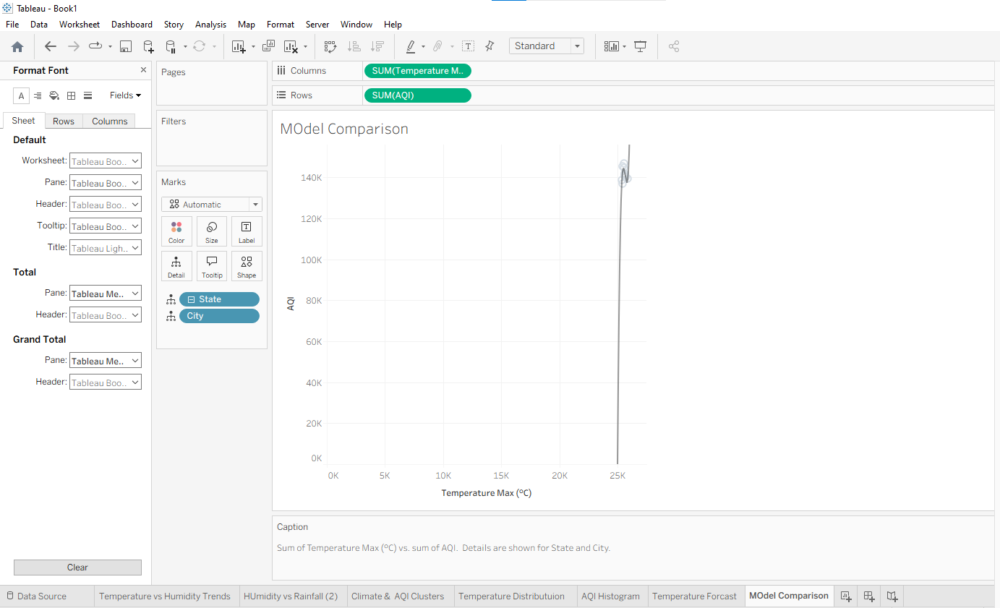 Tableau - Book1
File Data Worksheet Dashboard Story Analysis Map Format Server Window Help
Standard
Format Font
Fields
Sheet Rows Columns
Default
Worksheet: Tableau Boo..
Pane: Tableau Boo..
Header: Tableau Boo..
Tooltip: Tableau Boo..
Title: Tableau Ligh..
Total
Pane: Tableau Me..
Header: Tableau Boo..
Grand Total
Pane: Tableau Me..
Header: Tableau Boo..
Clear
Pages
Filters
Marks
Automatic
Color Size Label
Detail Tooltip Shape
State
City
Columns SUM(Temperature M..
Rows SUM(AQI)
MOdel Comparison
140K
120K
100K
80K
60K
40K
20K
0K
AQI
0K 5K 10K 15K 20K 25K
Temperature Max (°C)
Caption
Sum of Temperature Max (°C) vs. sum of AQI. Details are shown for State and City.
Data Source Temperature vs Humidity Trends HUmidity vs Rainfall (2) Climate & AQI Clusters Temperature Distributuion AQI Histogram Temperature Forcast MOdel Comparison